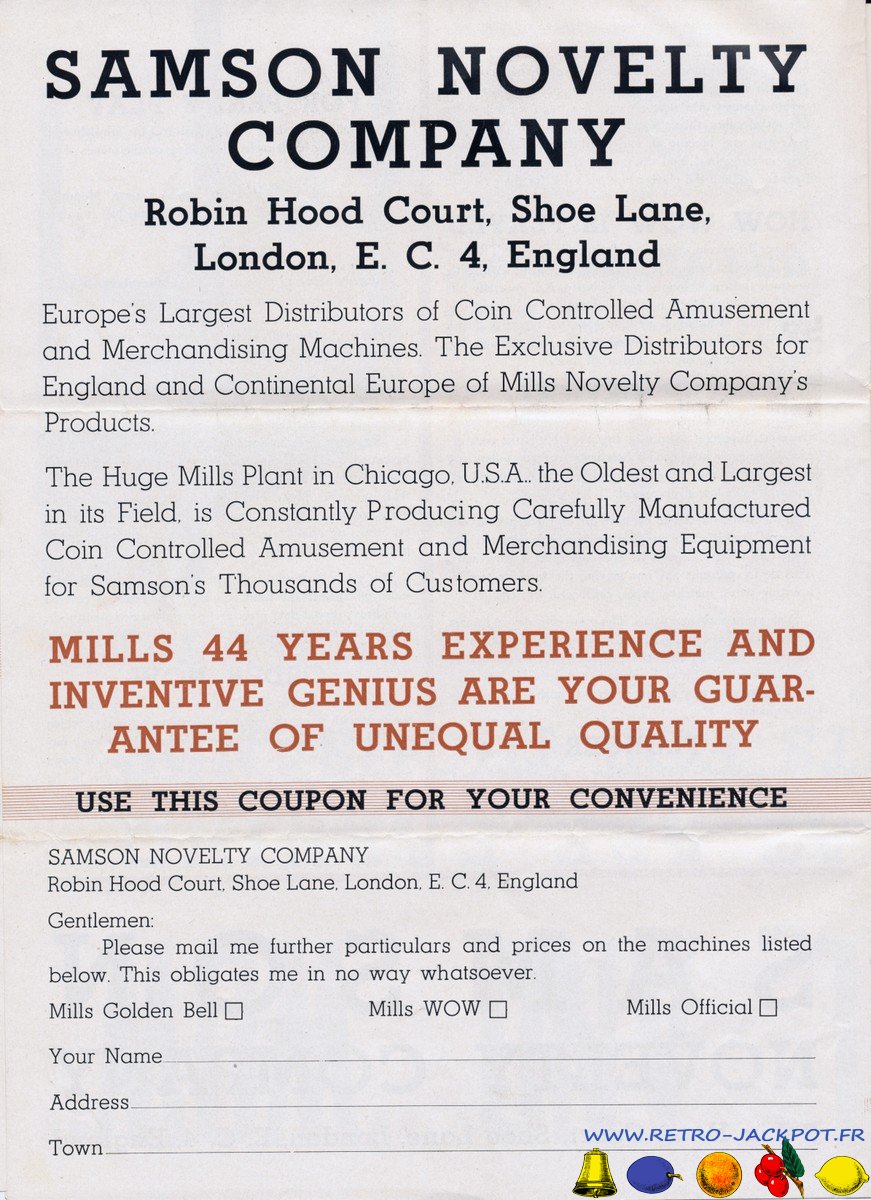 SAMSON NOVELTY
COMPANY
Robin Hood Court, Shoe Lane,
London, E. C. 4, England
Europe's Largest Distributors of Coin Controlled Amusement
and Merchandising Machines. The Exclusive Distributors for
England and Continental Europe of Mills Novelty Company's
Products.
The Huge Mills Plant in Chicago, U.S.A.. the Oldest and Largest
in its Field, is Constantly Producing Carefully Manufactured
Coin Controlled Amusement and Merchandising Equipment
for Samson's Thousands of Customers.
MILLS 44 YEARS EXPERIENCE AND
INVENTIVE GENIUS ARE YOUR GUAR-
ANTEE OF UNEQUAL QUALITY
USE THIS COUPON FOR YOUR CONVENIENCE
SAMSON NOVELTY COMPANY
Robin Hood Court, Shoe Lane, London, E. C. 4, England
Gentlemen:
Please mail me further particulars and prices on the machines listed
below. This obligates me in no way whatsoever.
Mills Golden Bell □ Mills WOW □ Mills Official □
Your Name
Address
Town
WWW.RETRO-JACKPOT.FR